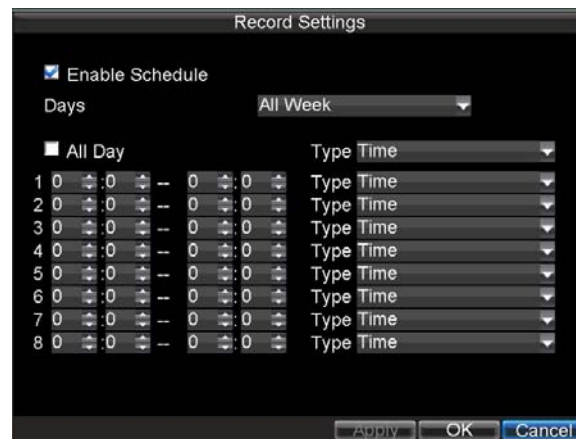 Record Settings
Enable Schedule
Days All Week
All Day Type Time
1 0 :0 -- 0 :0 Type Time
2 0 :0 -- 0 :0 Type Time
3 0 :0 -- 0 :0 Type Time
4 0 :0 -- 0 :0 Type Time
5 0 :0 -- 0 :0 Type Time
6 0 :0 -- 0 :0 Type Time
7 0 :0 -- 0 :0 Type Time
8 0 :0 -- 0 :0 Type Time
Apply OK Cancel